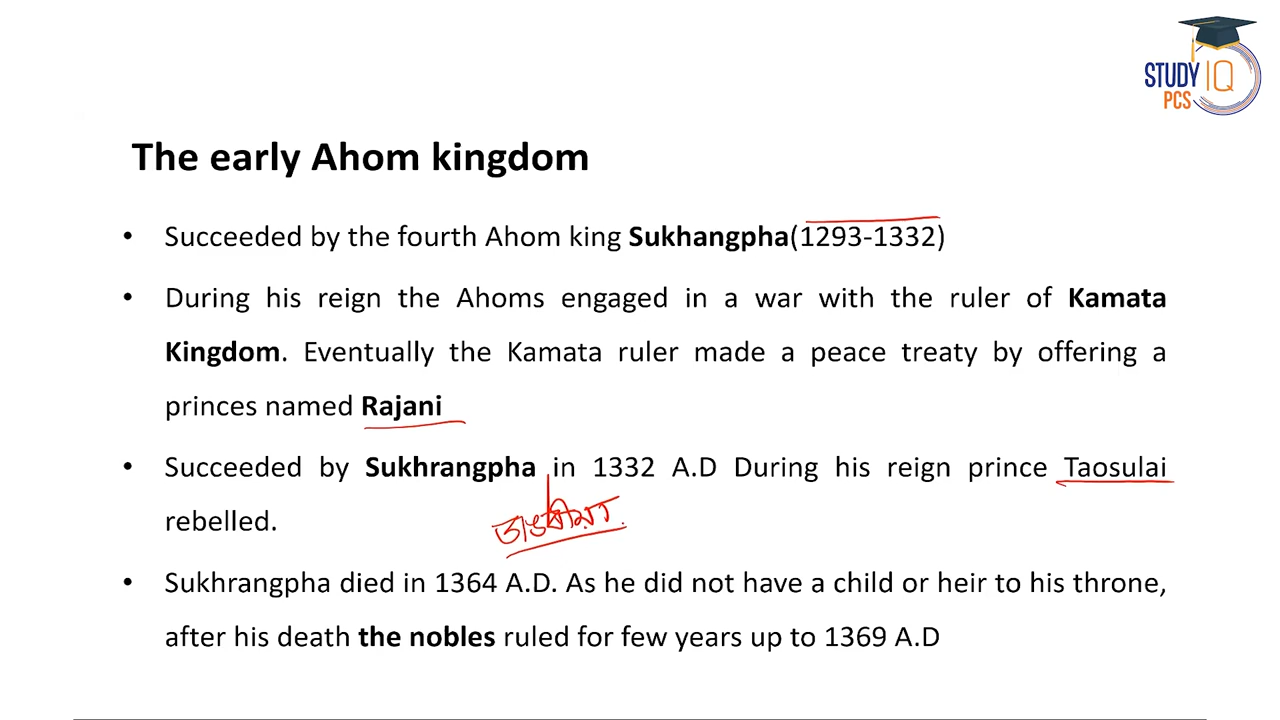 STUDY IQ
PCS
The early Ahom kingdom
• Succeeded by the fourth Ahom king Sukhangpha(1293-1332)
• During his reign the Ahoms engaged in a war with the ruler of Kamata
Kingdom. Eventually the Kamata ruler made a peace treaty by offering a
princes named Rajani
• Succeeded by Sukhrangpha in 1332 A.D During his reign prince Taosulai
rebelled.
• Sukhrangpha died in 1364 A.D. As he did not have a child or heir to his throne,
after his death the nobles ruled for few years up to 1369 A.D